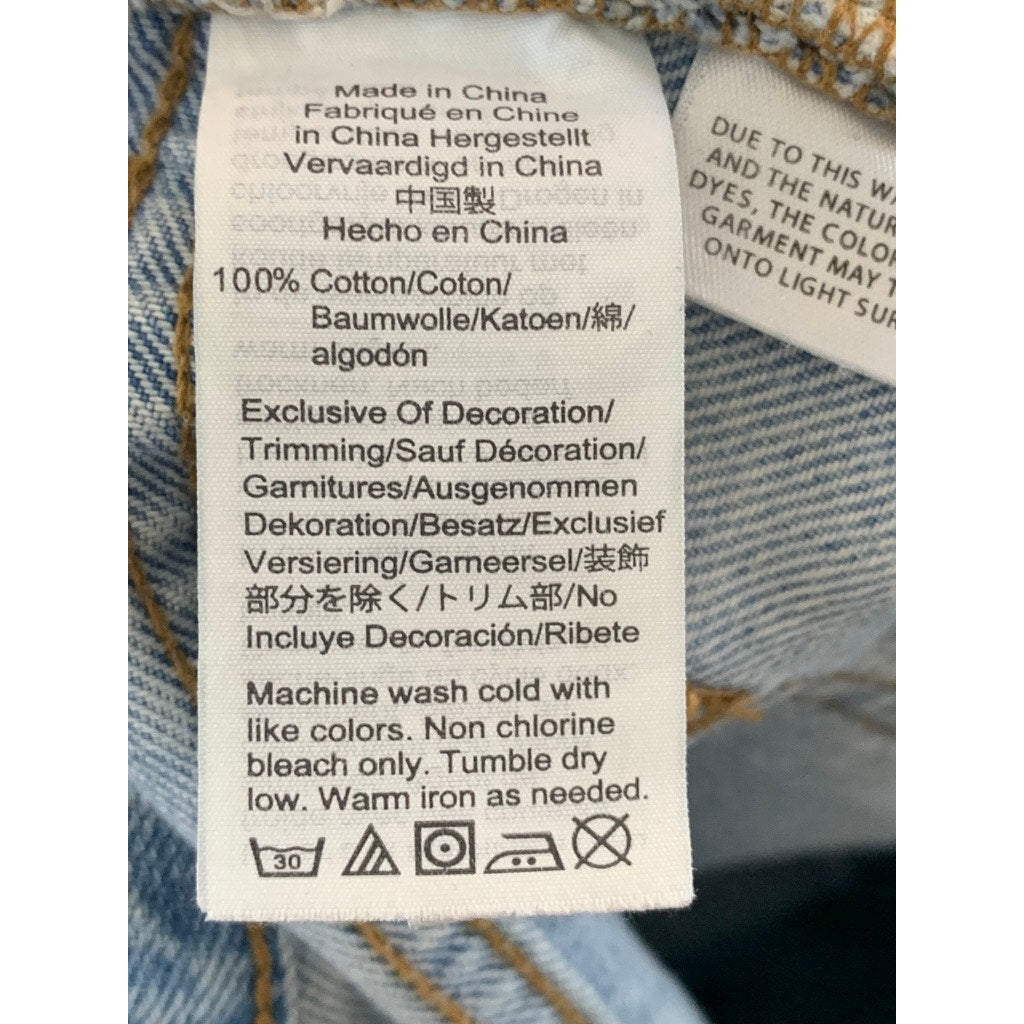 Made in China
Fabriqué en Chine
in China Hergestellt
Vervaardigd in China
中国製
Hecho en China
100% Cotton/Coton/
Baumwolle/Katoen/綿/
algodón
Exclusive Of Decoration/
Trimming/Sauf Décoration/
Garnitures/Ausgenommen
Dekoration/Besatz/Exclusief
Versiering/Garneersel/装飾
部分を除く/トリム部/No
Incluye Decoración/Ribete
Machine wash cold with
like colors. Non chlorine
bleach only. Tumble dry
low. Warm iron as needed.
30
DUE TO THIS
AND THE
DYES, THE
GARMENT MAY
ONTO LIGHT